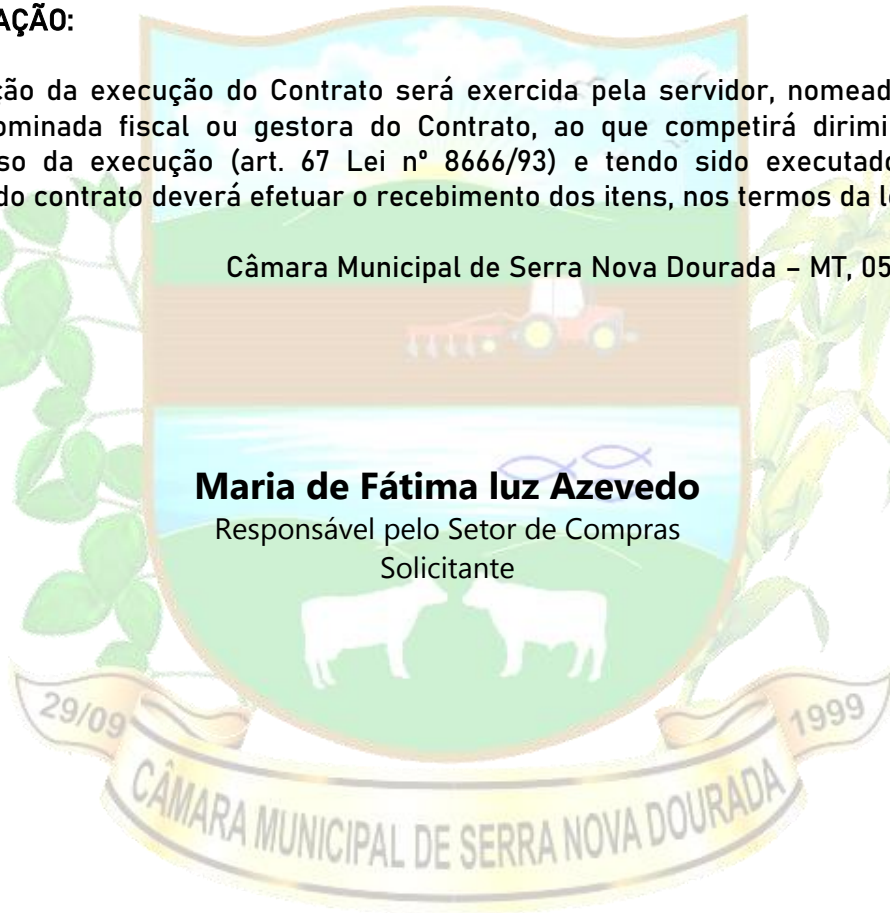 AÇÃO:
ção da execução do Contrato será exercida pela servidor, nomead
ominada fiscal ou gestora do Contrato, ao que competirá dirimi
so da execução (art. 67 Lei nº 8666/93) e tendo sido executado
do contrato deverá efetuar o recebimento dos itens, nos termos da l
Câmara Municipal de Serra Nova Dourada – MT, 05
Maria de Fátima luz Azevedo
Responsável pelo Setor de Compras
Solicitante
29/09
1999
CÂMARA MUNICIPAL DE SERRA NOVA DOURADA